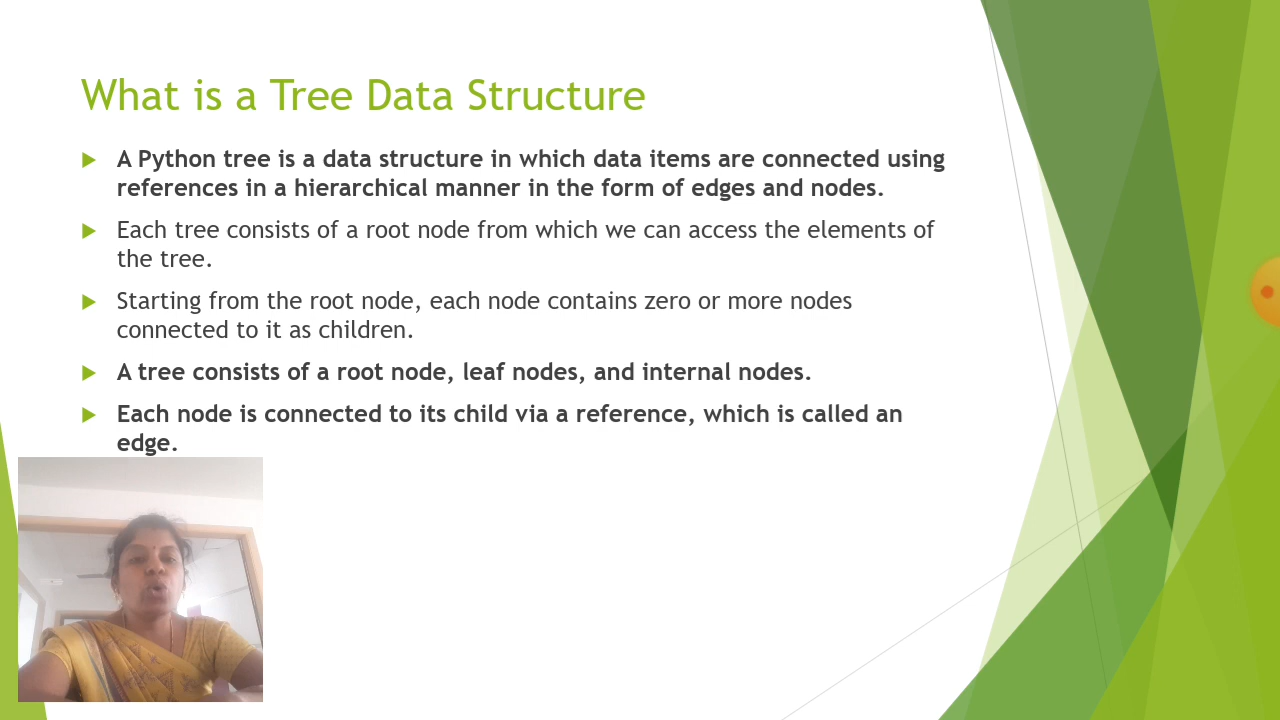 What is a Tree Data Structure
A Python tree is a data structure in which data items are connected using
references in a hierarchical manner in the form of edges and nodes.
Each tree consists of a root node from which we can access the elements of
the tree.
Starting from the root node, each node contains zero or more nodes
connected to it as children.
A tree consists of a root node, leaf nodes, and internal nodes.
Each node is connected to its child via a reference, which is called an
edge.